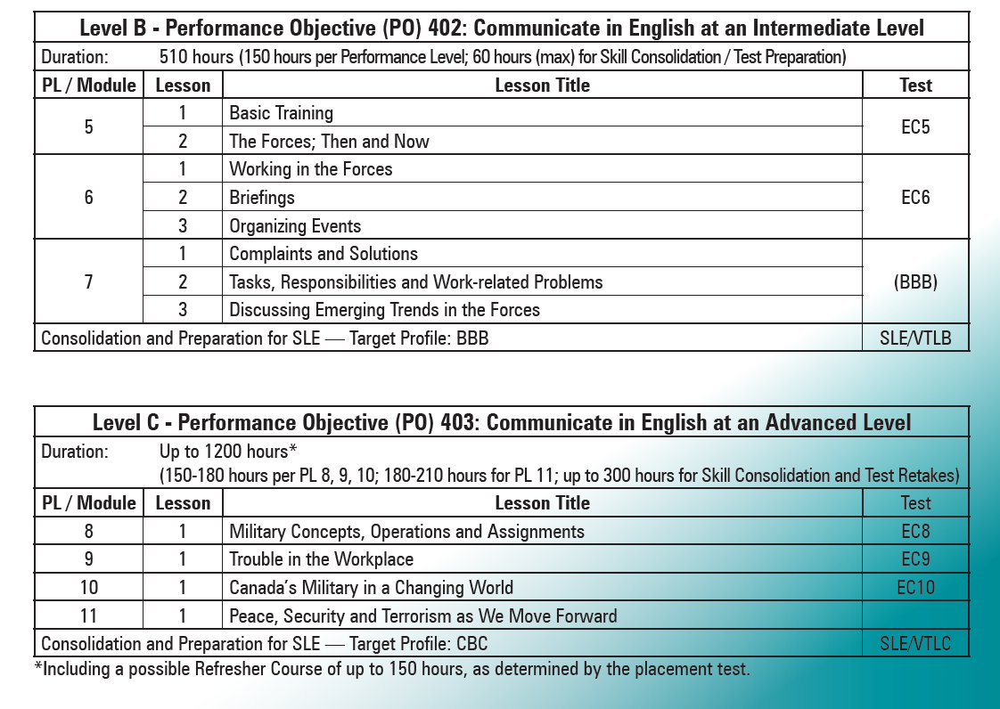 Level B - Performance Objective (PO) 402: Communicate in English at an Intermediate Level
Duration: 510 hours (150 hours per Performance Level; 60 hours (max) for Skill Consolidation / Test Preparation)
PL / Module Lesson Lesson Title Test
5 1 Basic Training EC5
2 The Forces; Then and Now
6 1 Working in the Forces EC6
2 Briefings
3 Organizing Events
7 1 Complaints and Solutions (BBB)
2 Tasks, Responsibilities and Work-related Problems
3 Discussing Emerging Trends in the Forces
Consolidation and Preparation for SLE — Target Profile: BBB SLE/VTLB
Level C - Performance Objective (PO) 403: Communicate in English at an Advanced Level
Duration: Up to 1200 hours*
(150-180 hours per PL 8, 9, 10; 180-210 hours for PL 11; up to 300 hours for Skill Consolidation and Test Retakes)
PL / Module Lesson Lesson Title Test
8 1 Military Concepts, Operations and Assignments EC8
9 1 Trouble in the Workplace EC9
10 1 Canada's Military in a Changing World EC10
11 1 Peace, Security and Terrorism as We Move Forward
Consolidation and Preparation for SLE — Target Profile: CBC SLE/VTLC
*Including a possible Refresher Course of up to 150 hours, as determined by the placement test.